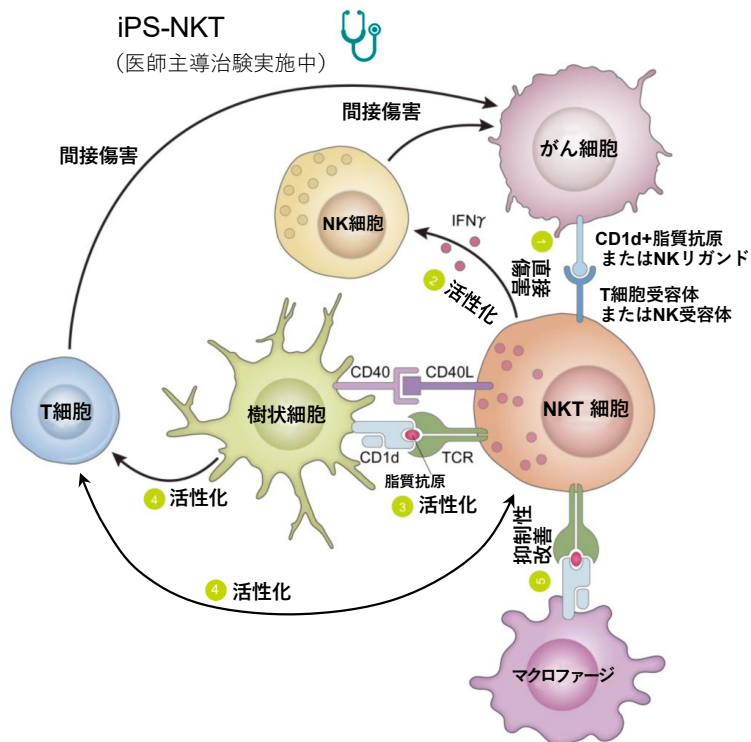 iPS-NKT
（医師主導治験実施中）
間接傷害
間接傷害
がん細胞
NK細胞
IFNγ
1 直接
傷害
CD1d+脂質抗原
またはNKリガンド
2 活性化
T細胞受容体
またはNK受容体
CD40
CD40L
T細胞
樹状細胞
NKT 細胞
CD1d
TCR
脂質抗原
4 活性化
3 活性化
抑制性
改善
5
4 活性化
マクロファージ